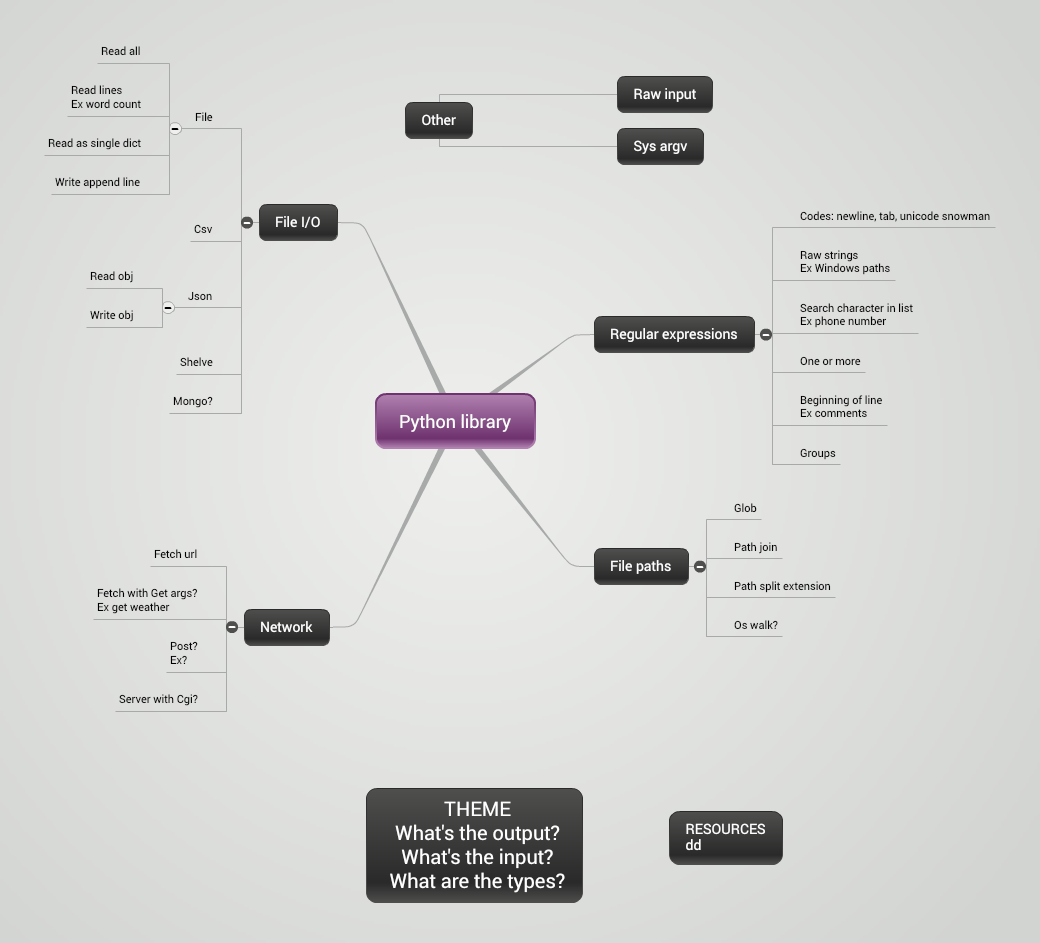 Python library
File I/O
File
Read all
Read lines
Ex word count
Read as single dict
Write append line
Csv
Json
Read obj
Write obj
Shelve
Mongo?
Network
Fetch url
Fetch with Get args?
Ex get weather
Post?
Ex?
Server with Cgi?
Other
Raw input
Sys argv
Regular expressions
Codes: newline, tab, unicode snowman
Raw strings
Ex Windows paths
Search character in list
Ex phone number
One or more
Beginning of line
Ex comments
Groups
File paths
Glob
Path join
Path split extension
Os walk?
THEME
What's the output?
What's the input?
What are the types?
RESOURCES
dd